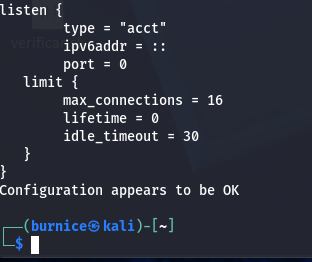 listen {
type = "acct"
ipv6addr = ::
port = 0
limit {
max_connections = 16
lifetime = 0
idle_timeout = 30
}
}
Configuration appears to be OK
(burnice㉿kali)-[~]
$